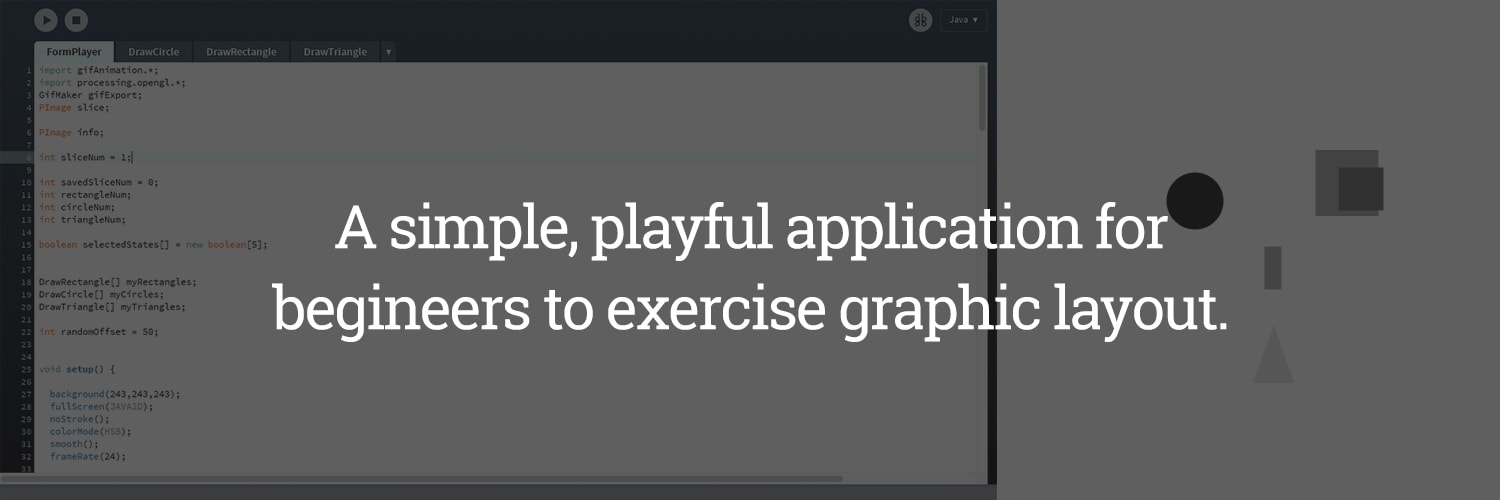 Java ▾
FormPlayer DrawCircle DrawRectangle DrawTriangle ▾
1 import gifAnimation.*;
2 import processing.opengl.*;
3 GifMaker gifExport;
4 PImage slice;
5
6 PImage info;
7
8 int sliceNum = 1;
9
10 int savedSliceNum = 0;
11 int rectangleNum;
12 int circleNum;
13 int triangleNum;
14
15 boolean selectedStates[] = new boolean[5];
16
17
18 DrawRectangle[] myRectangles;
19 DrawCircle[] myCircles;
20 DrawTriangle[] myTriangles;
21
22 int randomOffset = 50;
23
24
25 void setup() {
26
27 background(243,243,243);
28 fullScreen(JAVA2D);
29 noStroke();
30 colorMode(HSB);
31 smooth();
32 frameRate(24);
33
A simple, playful application for
begineers to exercise graphic layout.